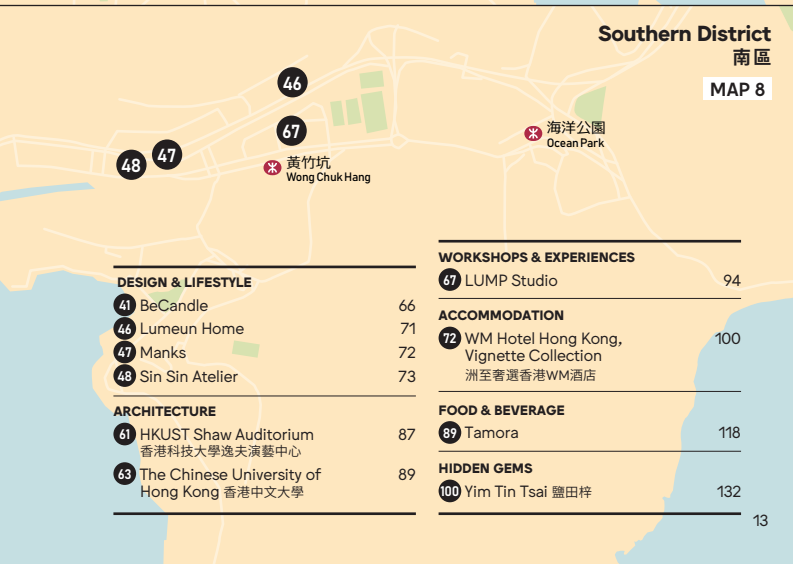 Southern District
南區
MAP 8
46
67
47
48
海洋公園
Ocean Park
黃竹坑
Wong Chuk Hang
DESIGN & LIFESTYLE
41 BeCandle 66
46 Lumeun Home 71
47 Manks 72
48 Sin Sin Atelier 73
ARCHITECTURE
61 HKUST Shaw Auditorium 87
香港科技大學逸夫演藝中心
63 The Chinese University of 89
Hong Kong 香港中文大學
WORKSHOPS & EXPERIENCES
67 LUMP Studio 94
ACCOMMODATION
72 WM Hotel Hong Kong, 100
Vignette Collection
洲至奢選香港WM酒店
FOOD & BEVERAGE
89 Tamora 118
HIDDEN GEMS
100 Yim Tin Tsai 鹽田梓 132
13